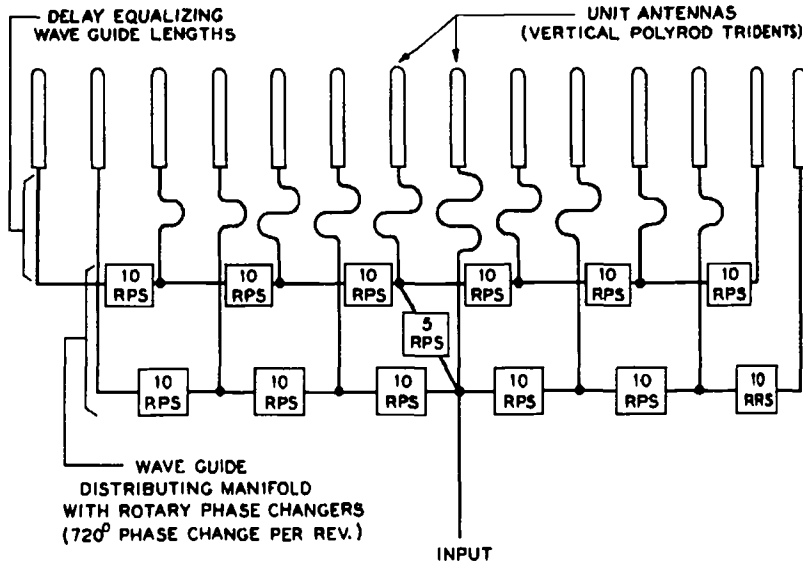 DELAY EQUALIZING
WAVE GUIDE LENGTHS
UNIT ANTENNAS
(VERTICAL POLYROD TRIDENTS)
10
RPS
10
RPS
10
RPS
10
RPS
10
RPS
10
RPS
5
RPS
10
RPS
10
RPS
10
RPS
10
RPS
10
RPS
10
RRS
WAVE GUIDE
DISTRIBUTING MANIFOLD
WITH ROTARY PHASE CHANGERS
(720° PHASE CHANGE PER REV.)
INPUT